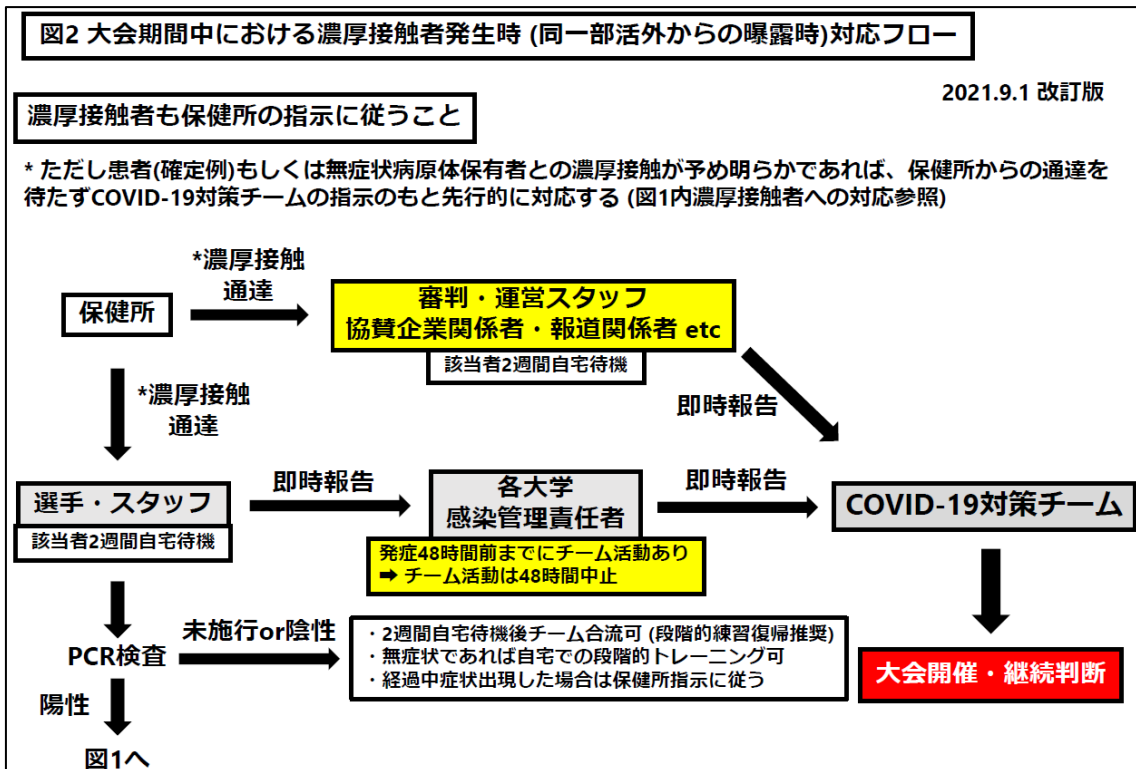 図2 大会期間中における濃厚接触者発生時 (同一部活外からの曝露時)対応フロー
2021.9.1 改訂版
濃厚接触者も保健所の指示に従うこと
* ただし患者(確定例)もしくは無症状病原体保有者との濃厚接触が予め明らかであれば、保健所からの通達を
待たずCOVID-19対策チームの指示のもと先行的に対応する (図1内濃厚接触者への対応参照)
*濃厚接触
通達
保健所
審判・運営スタッフ
協賛企業関係者・報道関係者 etc
該当者2週間自宅待機
*濃厚接触
通達
即時報告
選手・スタッフ
該当者2週間自宅待機
即時報告
各大学
感染管理責任者
発症48時間前までにチーム活動あり
➡ チーム活動は48時間中止
即時報告
COVID-19対策チーム
PCR検査
未施行or陰性
・2週間自宅待機後チーム合流可 (段階的練習復帰推奨)
・無症状であれば自宅での段階的トレーニング可
・経過中症状出現した場合は保健所指示に従う
大会開催・継続判断
陽性
図1へ